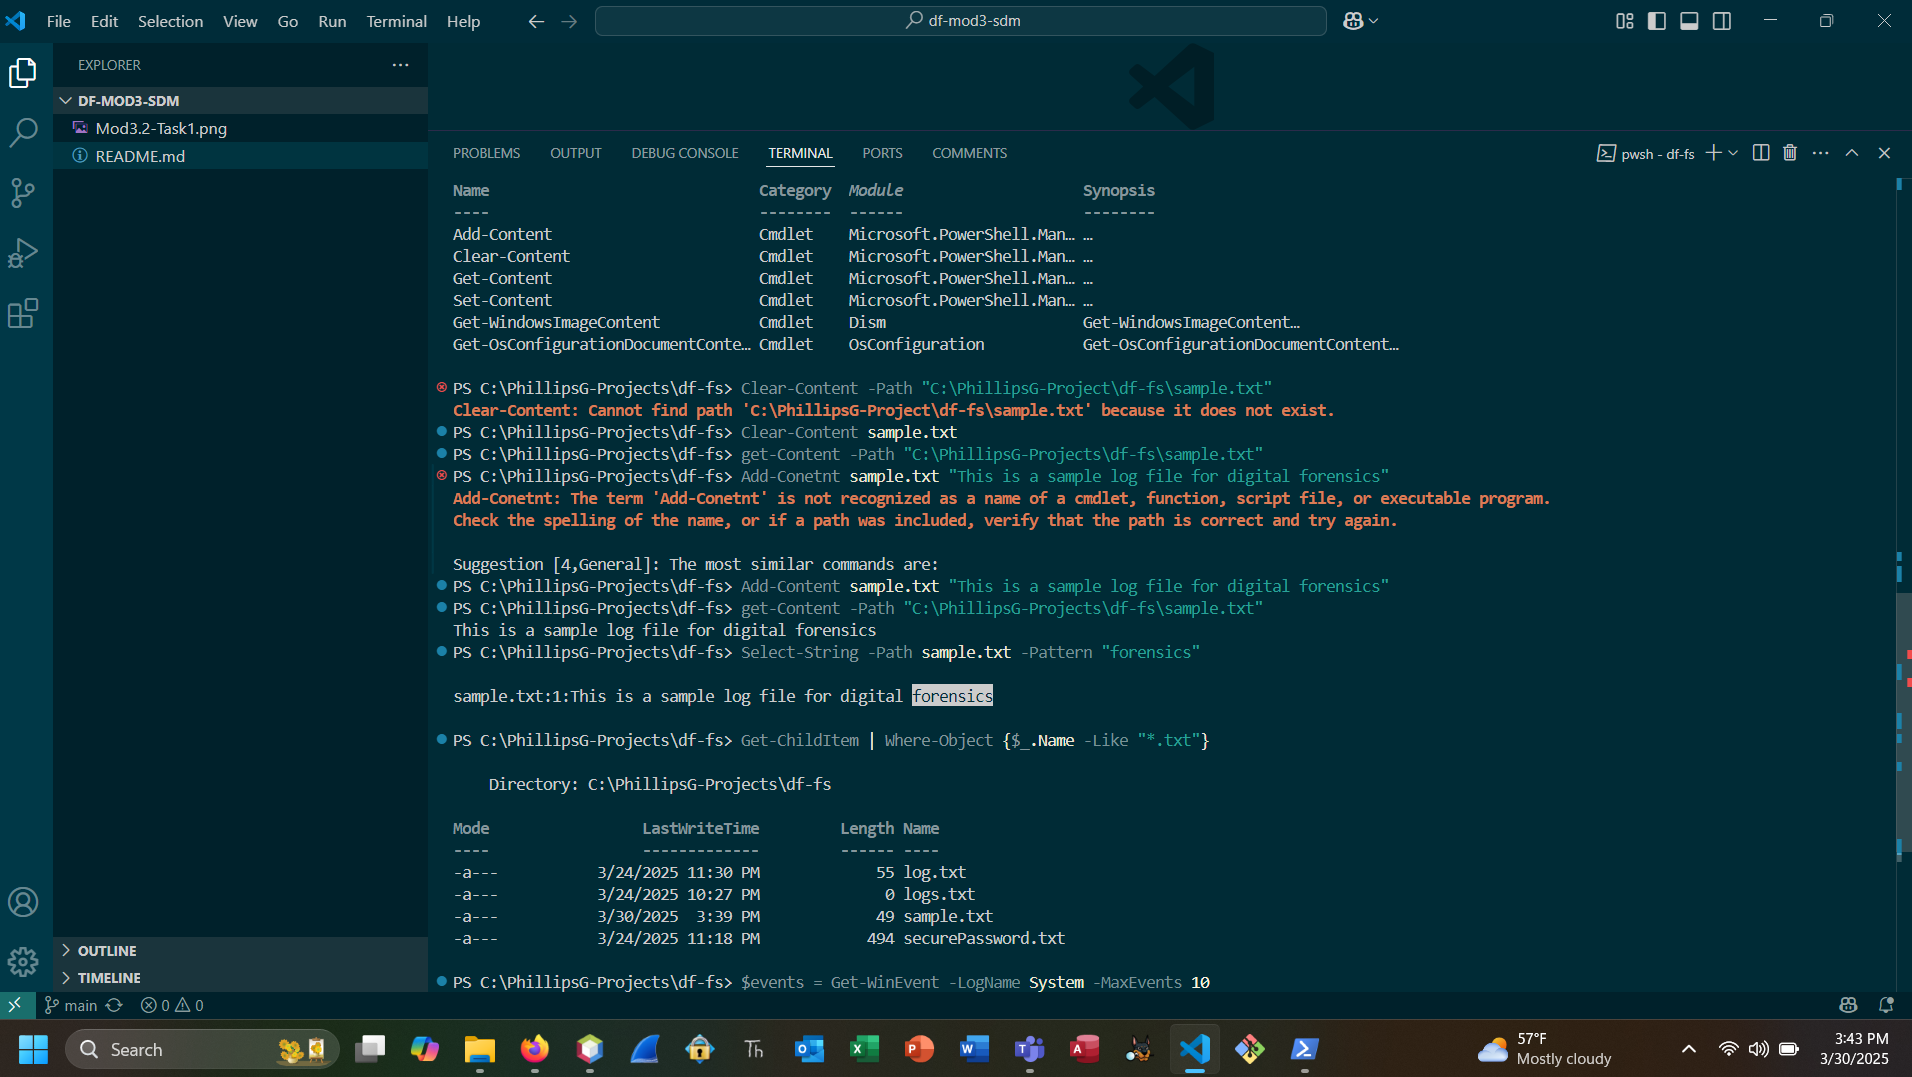 File Edit Selection View Go Run Terminal Help
df-mod3-sdm
EXPLORER
DF-MOD3-SDM
Mod3.2-Task1.png
README.md
OUTLINE
TIMELINE
PROBLEMS OUTPUT DEBUG CONSOLE TERMINAL PORTS COMMENTS
pwsh - df-fs
Name Category Module Synopsis
---- -------- ------ --------
Add-Content Cmdlet Microsoft.PowerShell.Man… …
Clear-Content Cmdlet Microsoft.PowerShell.Man… …
Get-Content Cmdlet Microsoft.PowerShell.Man… …
Set-Content Cmdlet Microsoft.PowerShell.Man… …
Get-WindowsImageContent Cmdlet Dism Get-WindowsImageContent…
Get-OsConfigurationDocumentConte… Cmdlet OsConfiguration Get-OsConfigurationDocumentContent…
PS C:\PhillipsG-Projects\df-fs> Clear-Content -Path "C:\PhillipsG-Project\df-fs\sample.txt"
Clear-Content: Cannot find path 'C:\PhillipsG-Project\df-fs\sample.txt' because it does not exist.
PS C:\PhillipsG-Projects\df-fs> Clear-Content sample.txt
PS C:\PhillipsG-Projects\df-fs> get-Content -Path "C:\PhillipsG-Projects\df-fs\sample.txt"
PS C:\PhillipsG-Projects\df-fs> Add-Conetnt sample.txt "This is a sample log file for digital forensics"
Add-Conetnt: The term 'Add-Conetnt' is not recognized as a name of a cmdlet, function, script file, or executable program.
Check the spelling of the name, or if a path was included, verify that the path is correct and try again.
Suggestion [4,General]: The most similar commands are:
PS C:\PhillipsG-Projects\df-fs> Add-Content sample.txt "This is a sample log file for digital forensics"
PS C:\PhillipsG-Projects\df-fs> get-Content -Path "C:\PhillipsG-Projects\df-fs\sample.txt"
This is a sample log file for digital forensics
PS C:\PhillipsG-Projects\df-fs> Select-String -Path sample.txt -Pattern "forensics"
sample.txt:1:This is a sample log file for digital forensics
PS C:\PhillipsG-Projects\df-fs> Get-ChildItem | Where-Object {$_.Name -Like "*.txt"}
Directory: C:\PhillipsG-Projects\df-fs
Mode LastWriteTime Length Name
---- ------------- ------ ----
-a--- 3/24/2025 11:30 PM 55 log.txt
-a--- 3/24/2025 10:27 PM 0 logs.txt
-a--- 3/30/2025 3:39 PM 49 sample.txt
-a--- 3/24/2025 11:18 PM 494 securePassword.txt
PS C:\PhillipsG-Projects\df-fs> $events = Get-WinEvent -LogName System -MaxEvents 10
main 0 0
Search
Th
57°F
Mostly cloudy
3:43 PM
3/30/2025